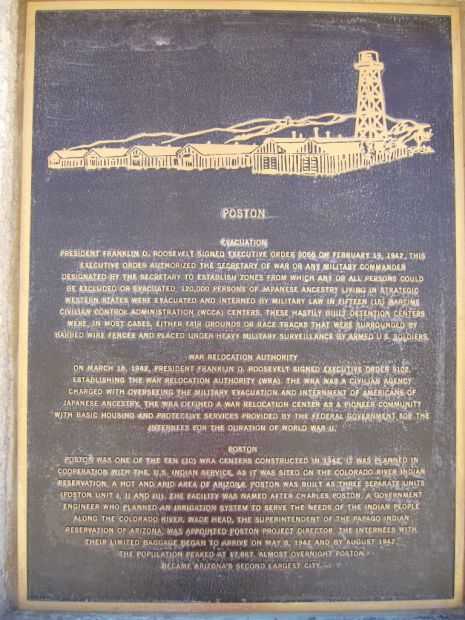 POSTON
EVACUATION
PRESIDENT FRANKLIN D. ROOSEVELT SIGNED EXECUTIVE ORDER 9066 ON FEBRUARY 19, 1942. THIS
EXECUTIVE ORDER AUTHORIZED THE SECRETARY OF WAR OR ANY MILITARY COMMANDER
DESIGNATED BY THE SECRETARY TO ESTABLISH ZONES FROM WHICH ANY OR ALL PERSONS COULD
BE EXCLUDED OR EVACUATED. 120,000 PERSONS OF JAPANESE ANCESTRY LIVING IN STRATEGIC
WESTERN STATES WERE EVACUATED AND INTERNED BY MILITARY LAW IN FIFTEEN (15) WARTIME
CIVILIAN CONTROL ADMINISTRATION (WCCA) CENTERS. THESE HASTILY BUILT DETENTION CENTERS
WERE, IN MOST CASES, EITHER FAIR GROUNDS OR RACE TRACKS THAT WERE SURROUNDED BY
BARBED WIRE FENCES AND PLACED UNDER HEAVY MILITARY SURVEILLANCE BY ARMED U.S. SOLDIERS.
WAR RELOCATION AUTHORITY
ON MARCH 18, 1942, PRESIDENT FRANKLIN D. ROOSEVELT SIGNED EXECUTIVE ORDER 9102,
ESTABLISHING THE WAR RELOCATION AUTHORITY (WRA). THE WRA WAS A CIVILIAN AGENCY
CHARGED WITH OVERSEEING THE MILITARY EVACUATION AND INTERNMENT OF AMERICANS OF
JAPANESE ANCESTRY. THE WRA DEFINED A WAR RELOCATION CENTER AS A PIONEER COMMUNITY
WITH BASIC HOUSING AND PROTECTIVE SERVICES PROVIDED BY THE FEDERAL GOVERNMENT FOR THE
INTERNEES FOR THE DURATION OF WORLD WAR II.
POSTON
POSTON WAS ONE OF THE TEN (10) WRA CENTERS CONSTRUCTED IN 1942. IT WAS PLANNED IN
COOPERATION WITH THE, U.S. INDIAN SERVICE, AS IT WAS SITED ON THE COLORADO RIVER INDIAN
RESERVATION, A HOT AND ARID AREA OF ARIZONA. POSTON WAS BUILT AS THREE SEPARATE UNITS
(POSTON UNIT I, II AND III). THE FACILITY WAS NAMED AFTER CHARLES POSTON, A GOVERNMENT
ENGINEER WHO PLANNED AN IRRIGATION SYSTEM TO SERVE THE NEEDS OF THE INDIAN PEOPLE
ALONG THE COLORADO RIVER. WADE HEAD, THE SUPERINTENDENT OF THE PAPAGO INDIAN
RESERVATION OF ARIZONA, WAS APPOINTED POSTON PROJECT DIRECTOR. THE INTERNEES WITH
THEIR LIMITED BAGGAGE BEGAN TO ARRIVE ON MAY 8, 1942 AND BY AUGUST 1942
THE POPULATION PEAKED AT 17,867. ALMOST OVERNIGHT POSTON
BECAME ARIZONA'S SECOND LARGEST CITY.